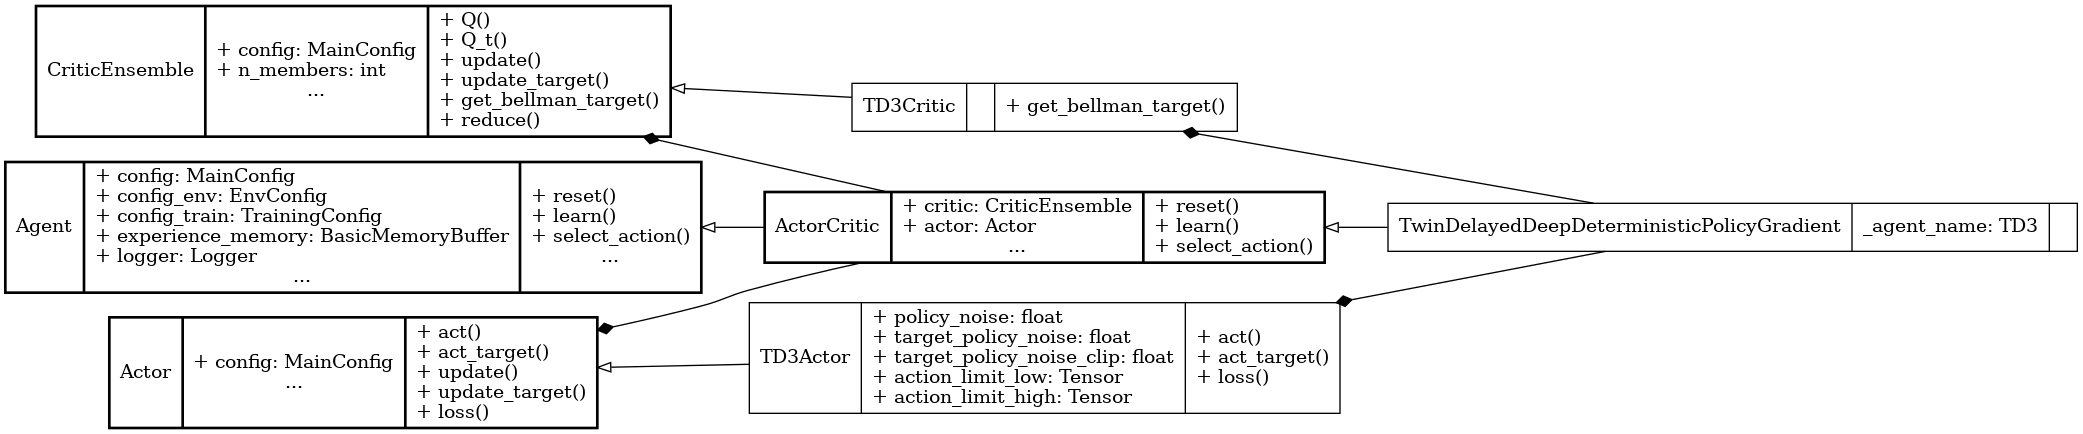 CriticEnsemble
+ config: MainConfig
+ n_members: int
...
+ Q()
+ Q_t()
+ update()
+ update_target()
+ get_bellman_target()
+ reduce()
TD3Critic
+ get_bellman_target()
Agent
+ config: MainConfig
+ config_env: EnvConfig
+ config_train: TrainingConfig
+ experience_memory: BasicMemoryBuffer
+ logger: Logger
...
+ reset()
+ learn()
+ select_action()
...
ActorCritic
+ critic: CriticEnsemble
+ actor: Actor
...
+ reset()
+ learn()
+ select_action()
TwinDelayedDeepDeterministicPolicyGradient
_agent_name: TD3
Actor
+ config: MainConfig
...
+ act()
+ act_target()
+ update()
+ update_target()
+ loss()
TD3Actor
+ policy_noise: float
+ target_policy_noise: float
+ target_policy_noise_clip: float
+ action_limit_low: Tensor
+ action_limit_high: Tensor
+ act()
+ act_target()
+ loss()